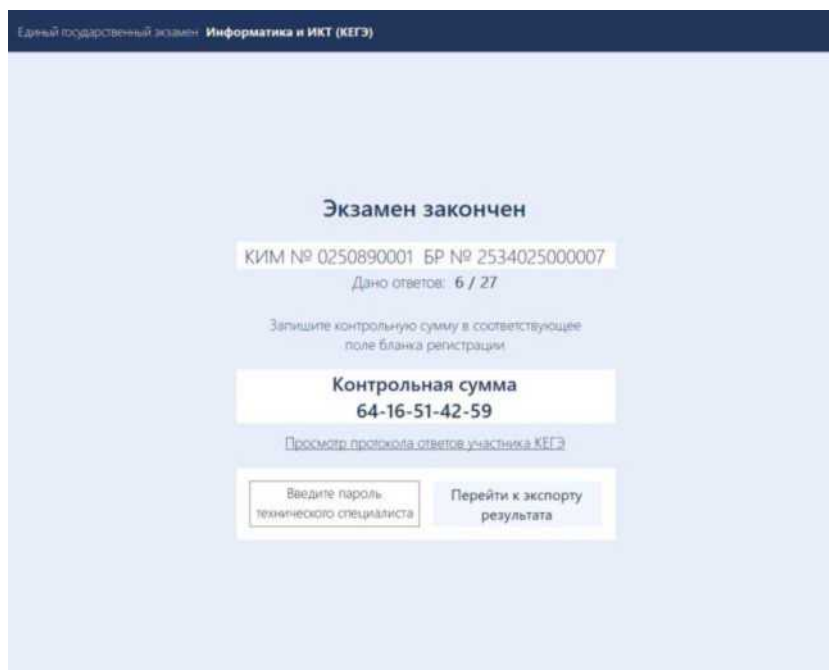 Единый государственный экзамен Информатика и ИКТ (КЕГЭ)
Экзамен закончен
КИМ № 0250890001 БР № 2534025000007
Дано ответов: 6 / 27
Запишите контрольную сумму в соответствующее
поле бланка регистрации
Контрольная сумма
64-16-51-42-59
Просмотр протокола ответов участника КЕГЭ
Введите пароль
технического специалиста
Перейти к экспорту
результата